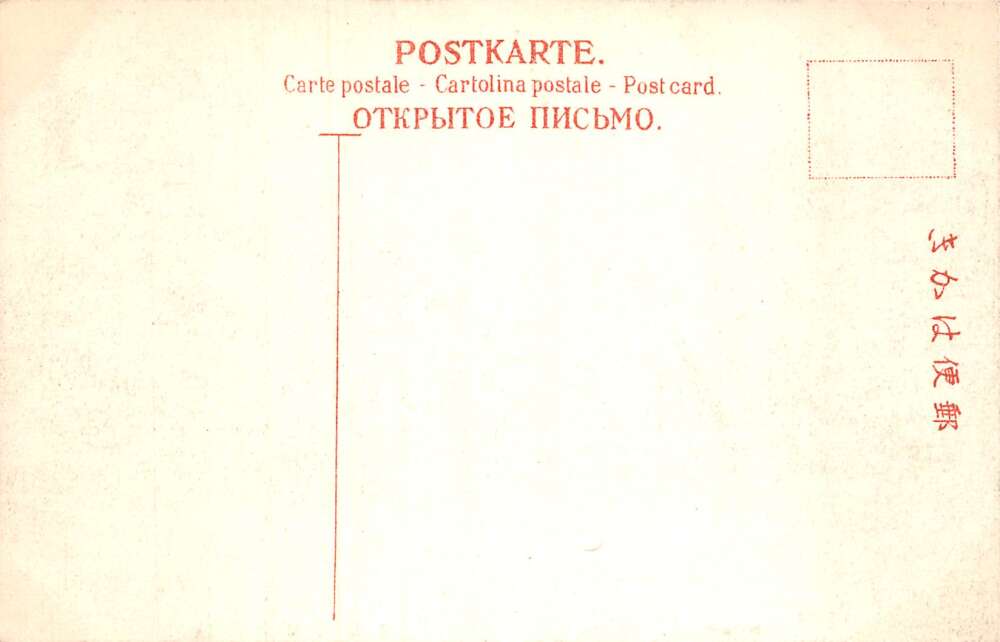 POSTKARTE.
Carte postale - Cartolina postale - Post card.
ОТКРЫТОЕ ПИСЬМО.
郵便はかき